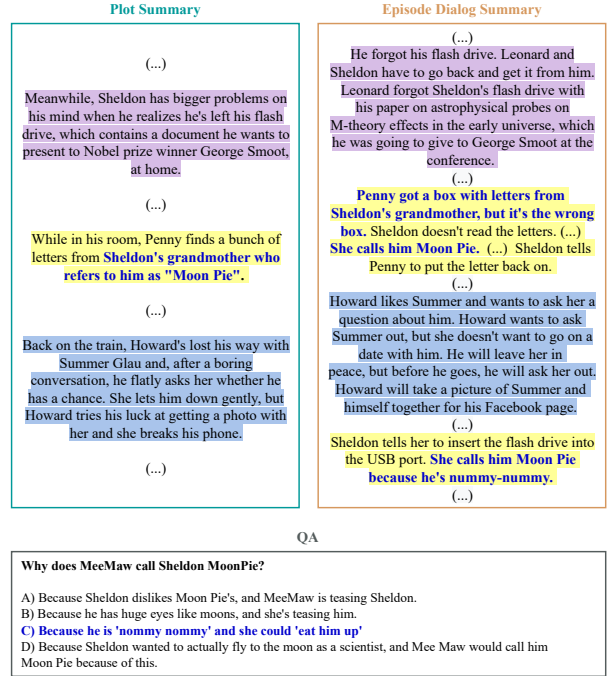 Plot Summary
(...)
Meanwhile, Sheldon has bigger problems on
his mind when he realizes he's left his flash
drive, which contains a document he wants to
present to Nobel prize winner George Smoot,
at home.
(...)
While in his room, Penny finds a bunch of
letters from Sheldon's grandmother who
refers to him as "Moon Pie".
(...)
Back on the train, Howard's lost his way with
Summer Glau and, after a boring
conversation, he flatly asks her whether he
has a chance. She lets him down gently, but
Howard tries his luck at getting a photo with
her and she breaks his phone.
(...)
Episode Dialog Summary
(...)
He forgot his flash drive. Leonard and
Sheldon have to go back and get it from him.
Leonard forgot Sheldon's flash drive with
his paper on astrophysical probes on
M-theory effects in the early universe, which
he was going to give to George Smoot at the
conference.
(...)
Penny got a box with letters from
Sheldon's grandmother, but it's the wrong
box. Sheldon doesn't read the letters. (...)
She calls him Moon Pie. (...) Sheldon tells
Penny to put the letter back on.
(...)
Howard likes Summer and wants to ask her a
question about him. Howard wants to ask
Summer out, but she doesn't want to go on a
date with him. He will leave her in
peace, but before he goes, he will ask her out.
Howard will take a picture of Summer and
himself together for his Facebook page.
(...)
Sheldon tells her to insert the flash drive into
the USB port. She calls him Moon Pie
because he's nummy-nummy.
(...)
QA
Why does MeeMaw call Sheldon MoonPie?
A) Because Sheldon dislikes Moon Pie's, and MeeMaw is teasing Sheldon.
B) Because he has huge eyes like moons, and she's teasing him.
C) Because he is 'nommy nommy' and she could 'eat him up'
D) Because Sheldon wanted to actually fly to the moon as a scientist, and Mee Maw would call him
Moon Pie because of this.